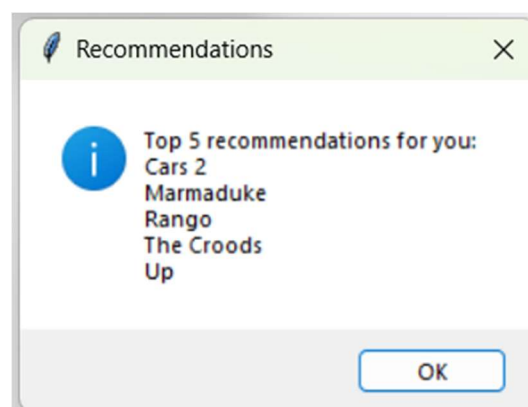 Recommendations
Top 5 recommendations for you:
Cars 2
Marmaduke
Rango
The Croods
Up
OK